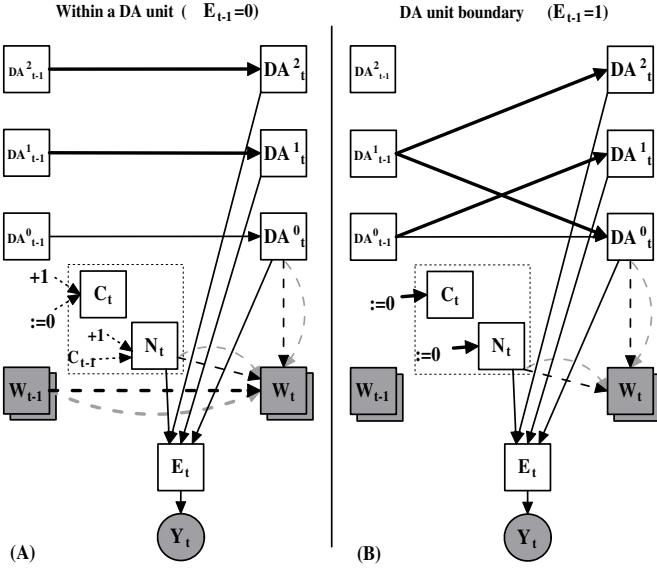 Within a DA unit ( E_{t-1}=0)
DA unit boundary (E_{t-1}=1)
DA^2_{t-1}
DA^2_t
DA^1_{t-1}
DA^1_t
DA^0_{t-1}
DA^0_t
+1
:=0
C_t
+1
C_{t-1}
N_t
W_{t-1}
W_t
E_t
Y_t
(A)
DA^2_{t-1}
DA^2_t
DA^1_{t-1}
DA^1_t
DA^0_{t-1}
DA^0_t
:=0
C_t
:=0
N_t
W_{t-1}
W_t
E_t
Y_t
(B)